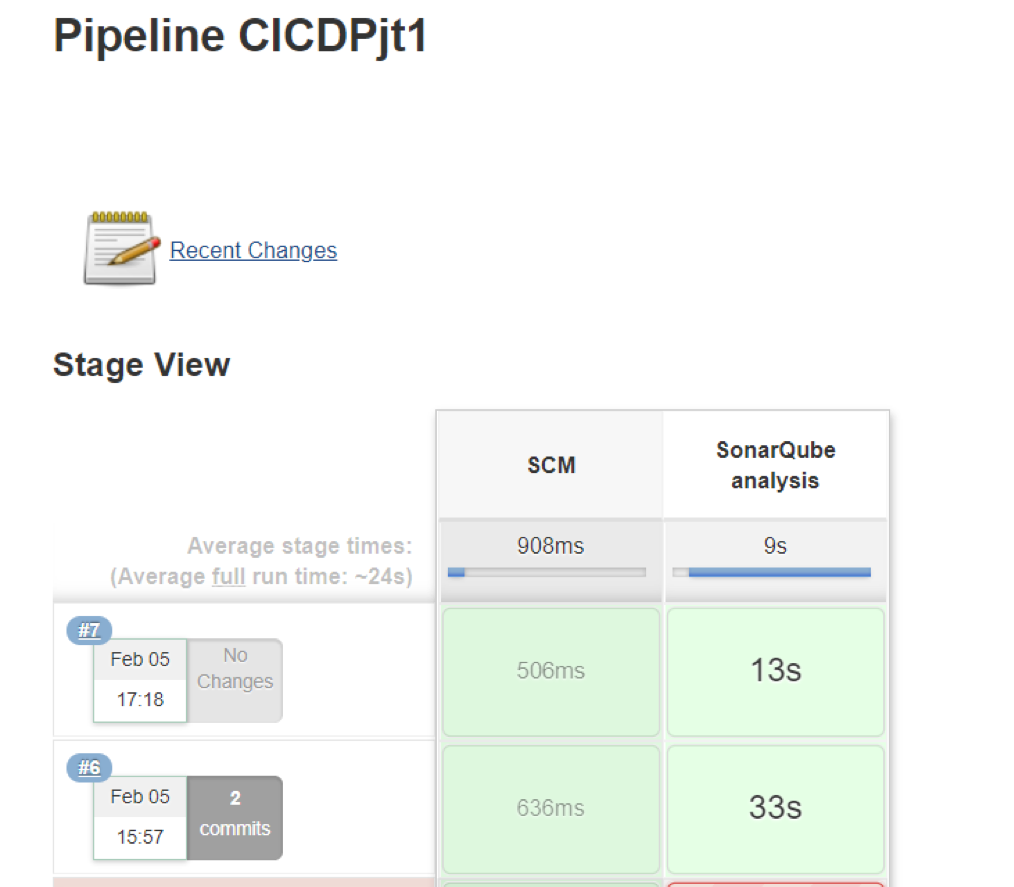 Pipeline CICDPjt1
Recent Changes
Stage View
SCM
SonarQube
analysis
Average stage times:
(Average full run time: ~24s)
908ms
9s
#7
Feb 05
17:18
No
Changes
506ms
13s
#6
Feb 05
15:57
2
commits
636ms
33s